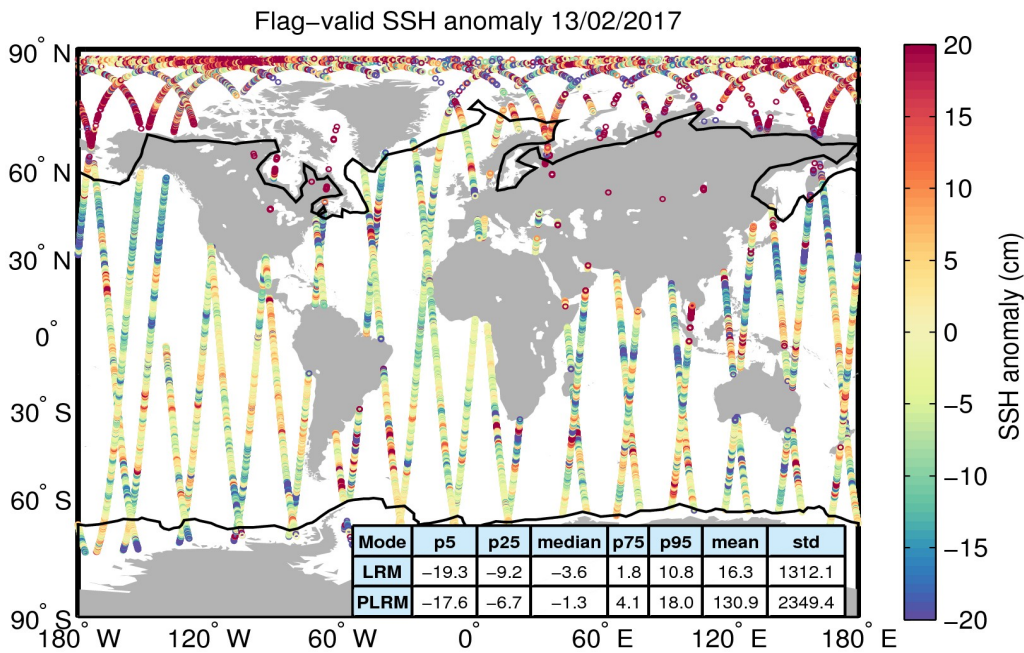 Flag−valid SSH anomaly 13/02/2017
90° N
60° N
30° N
0°
30° S
60° S
90° S
180° W 120° W 60° W 0° 60° E 120° E 180° E
Mode p5 p25 median p75 p95 mean std
LRM −19.3 −9.2 −3.6 1.8 10.8 16.3 1312.1
PLRM −17.6 −6.7 −1.3 4.1 18.0 130.9 2349.4
20
15
10
5
0
−5
−10
−15
−20
SSH anomaly (cm)